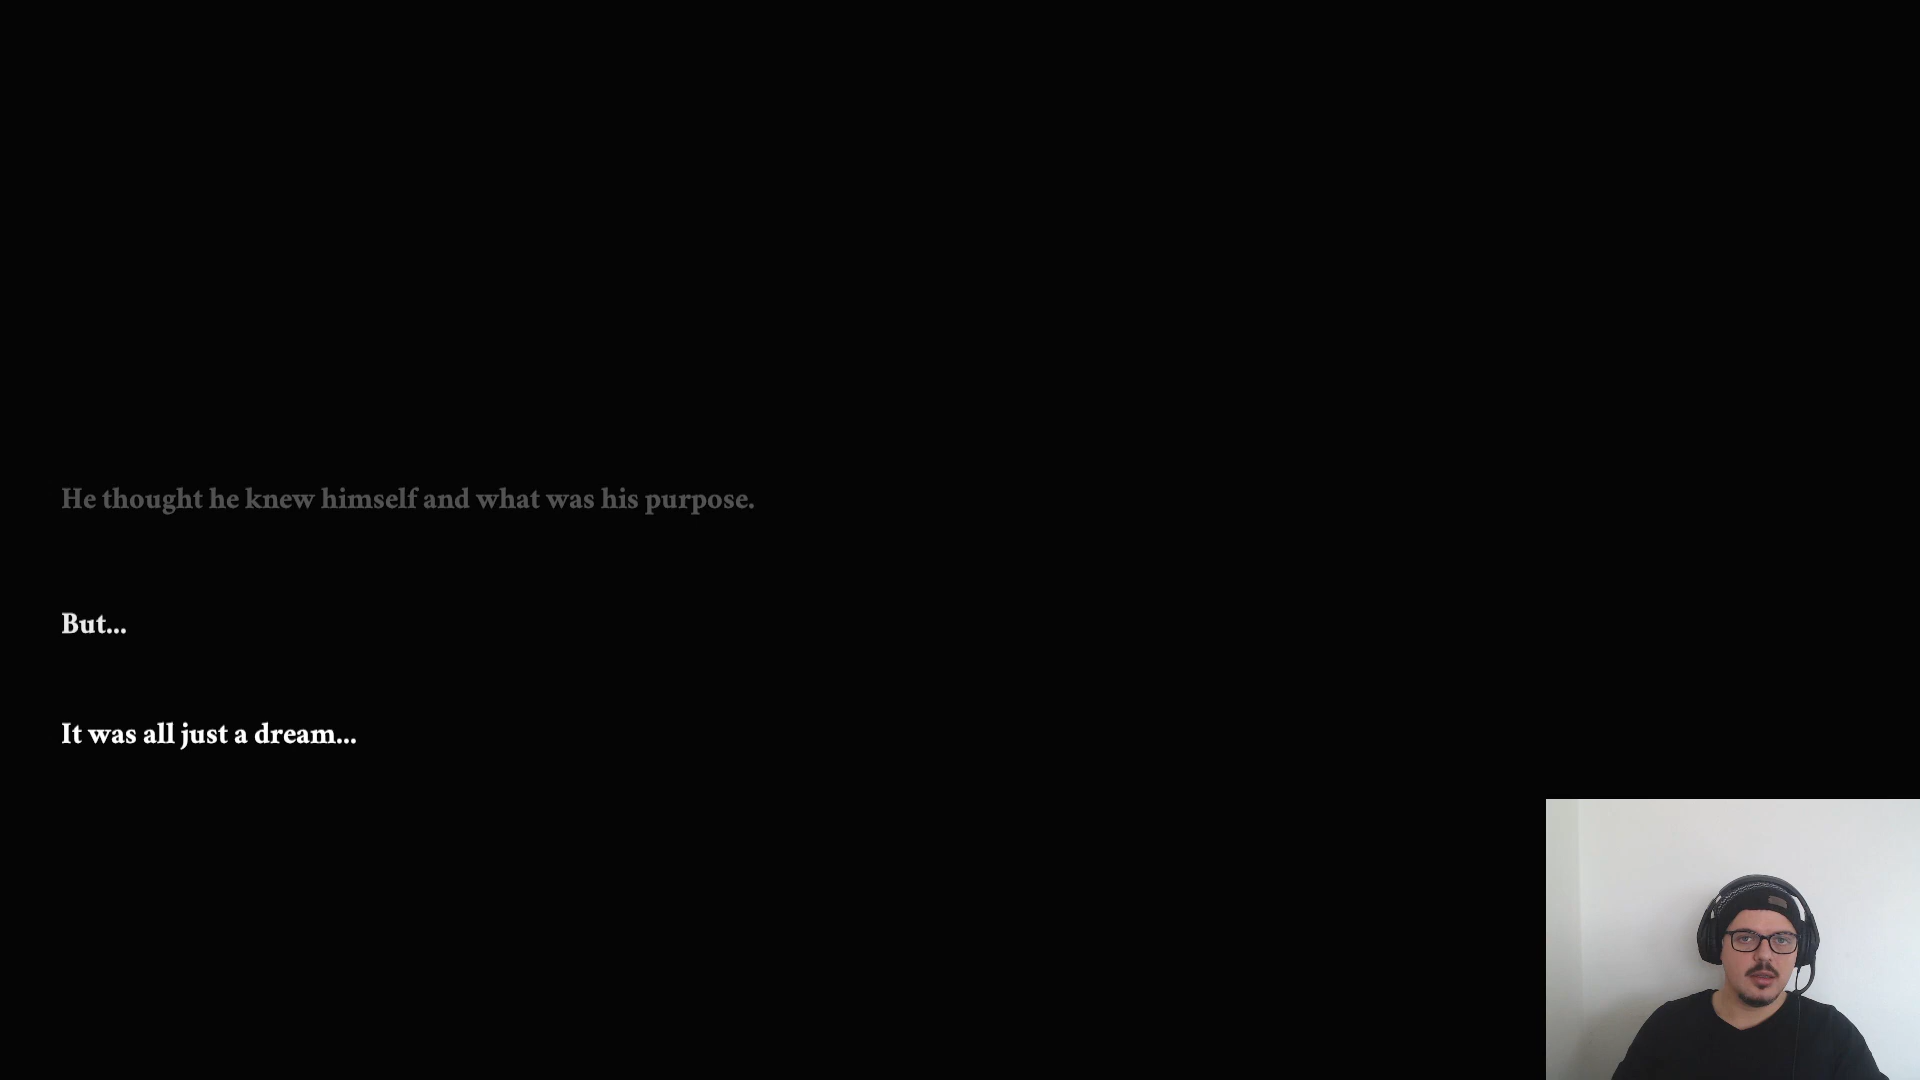 He thought he knew himself and what was his purpose.
But...
It was all just a dream...